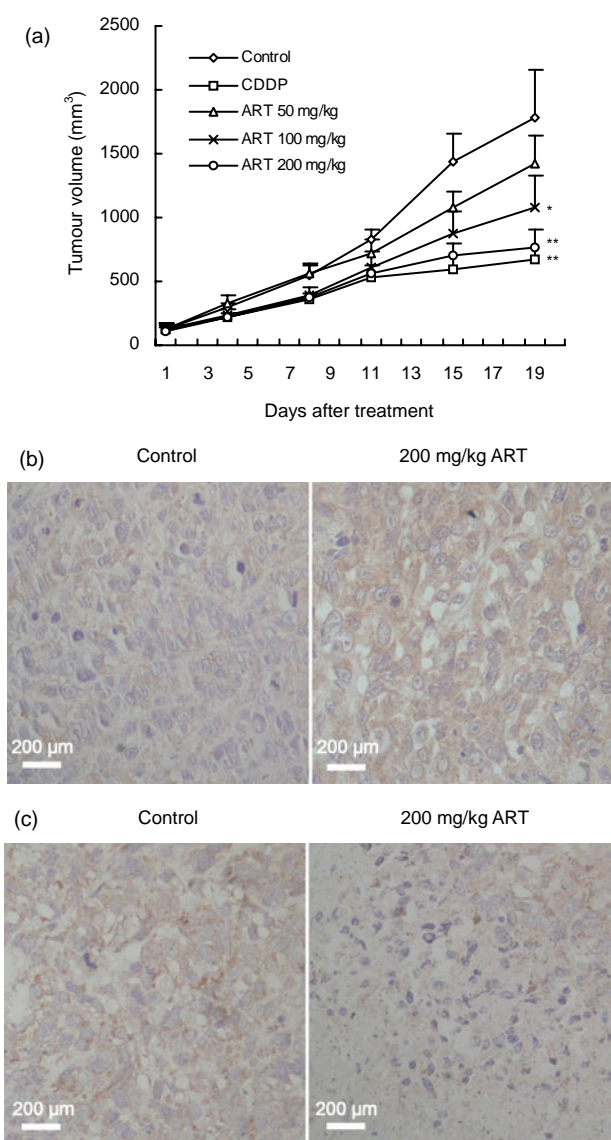 (a)
2500
2000
1500
1000
500
0
Tumour volume (mm³)
Control
CDDP
ART 50 mg/kg
ART 100 mg/kg
ART 200 mg/kg
*
**
**
1 3 5 7 9 11 13 15 17 19
Days after treatment
(b)
Control 200 mg/kg ART
200 µm 200 µm
(c)
Control 200 mg/kg ART
200 µm 200 µm